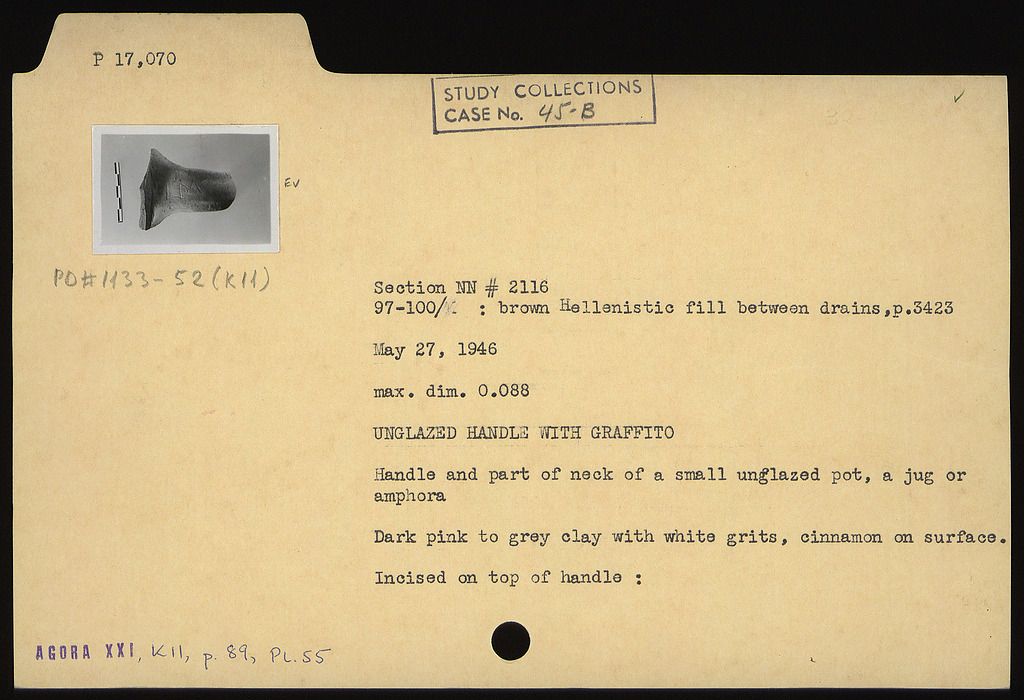 P 17,070
STUDY COLLECTIONS
CASE No. 45-B
EV
PD#1133-52(K11)
Section NN # 2116
97-100/ : brown Hellenistic fill between drains,p.3423
May 27, 1946
max. dim. 0.088
UNGLAZED HANDLE WITH GRAFFITO
Handle and part of neck of a small unglazed pot, a jug or
amphora
Dark pink to grey clay with white grits, cinnamon on surface.
Incised on top of handle :
AGORA XXI, K11, p. 89, PL.55